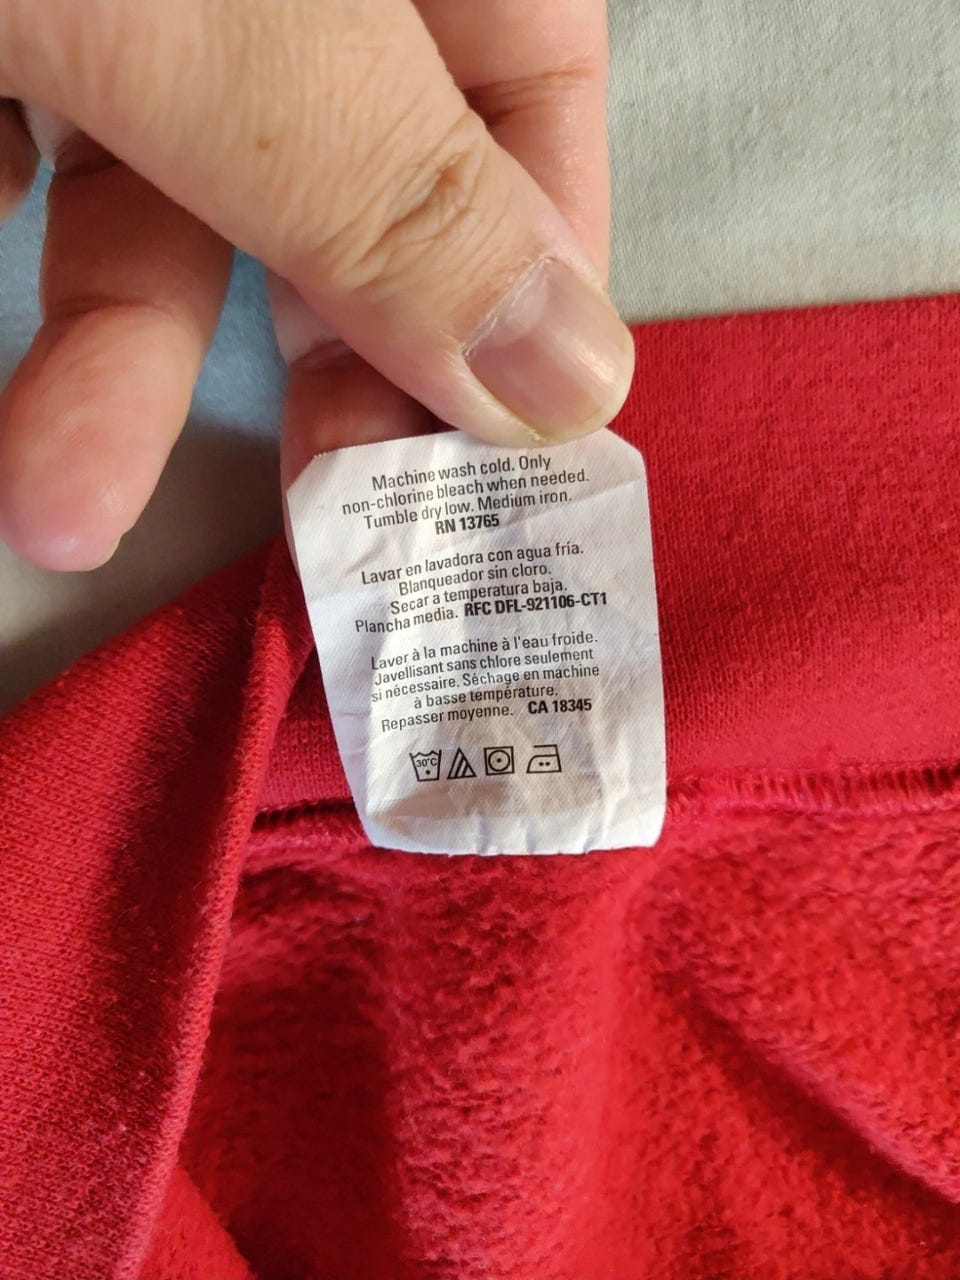 Machine wash cold. Only
non-chlorine bleach when needed.
Tumble dry low. Medium iron.
RN 13765
Lavar en lavadora con agua fría.
Blanqueador sin cloro.
Secar a temperatura baja.
Plancha media. RFC DFL-921106-CT1
Laver à la machine à l'eau froide.
Javellisant sans chlore seulement
si nécessaire. Séchage en machine
à basse température.
Repasser moyenne. CA 18345
30°C